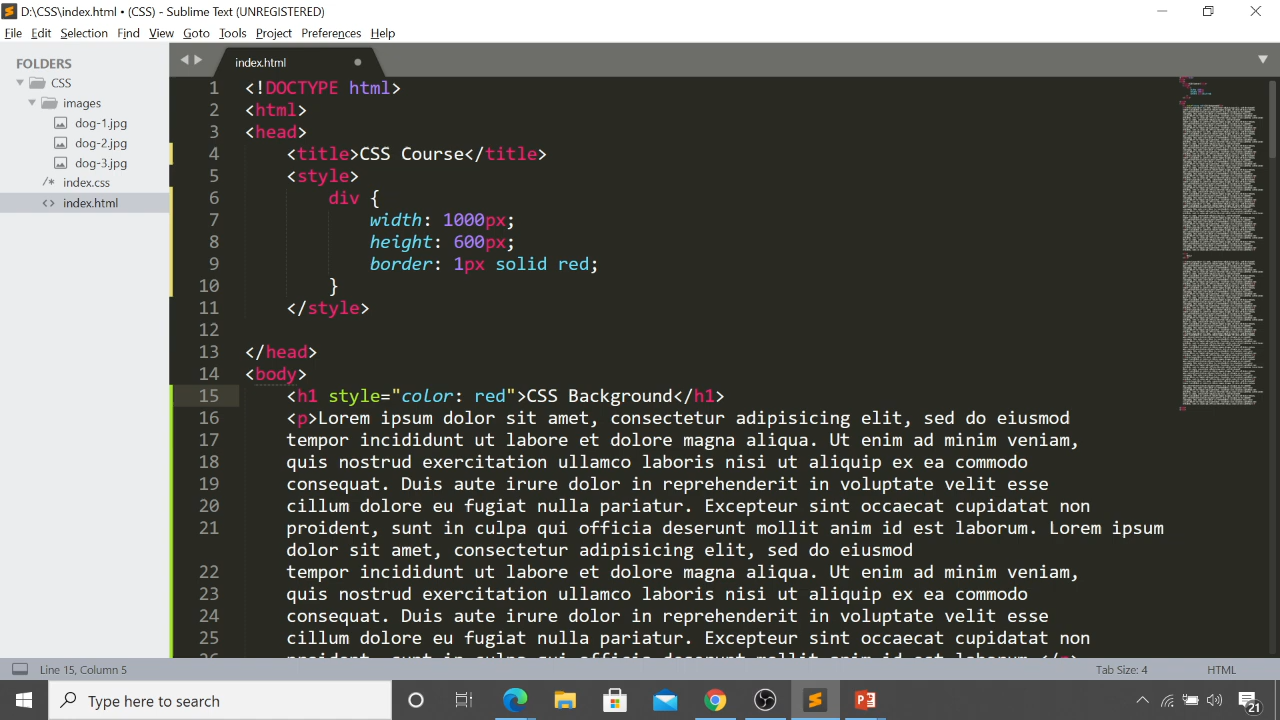 D:\CSS\index.html • (CSS) - Sublime Text (UNREGISTERED)
File Edit Selection Find View Goto Tools Project Preferences Help
FOLDERS
CSS
images
dog-1.jpg
dog-2.jpg
dog-3.jpg
/* index.css
<> index.html
index.html
1 <!DOCTYPE html>
2 <html>
3 <head>
4 <title>CSS Course</title>
5 <style>
6 div {
7 width: 1000px;
8 height: 600px;
9 border: 1px solid red;
10 }
11 </style>
12
13 </head>
14 <body>
15 <h1 style="color: red">CSS Background</h1>
16 <p>Lorem ipsum dolor sit amet, consectetur adipisicing elit, sed do eiusmod
17 tempor incididunt ut labore et dolore magna aliqua. Ut enim ad minim veniam,
18 quis nostrud exercitation ullamco laboris nisi ut aliquip ex ea commodo
19 consequat. Duis aute irure dolor in reprehenderit in voluptate velit esse
20 cillum dolore eu fugiat nulla pariatur. Excepteur sint occaecat cupidatat non
21 proident, sunt in culpa qui officia deserunt mollit anim id est laborum. Lorem ipsum
dolor sit amet, consectetur adipisicing elit, sed do eiusmod
22 tempor incididunt ut labore et dolore magna aliqua. Ut enim ad minim veniam,
23 quis nostrud exercitation ullamco laboris nisi ut aliquip ex ea commodo
24 consequat. Duis aute irure dolor in reprehenderit in voluptate velit esse
25 cillum dolore eu fugiat nulla pariatur. Excepteur sint occaecat cupidatat non
Line 15, Column 5
Tab Size: 4
HTML
Type here to search
21